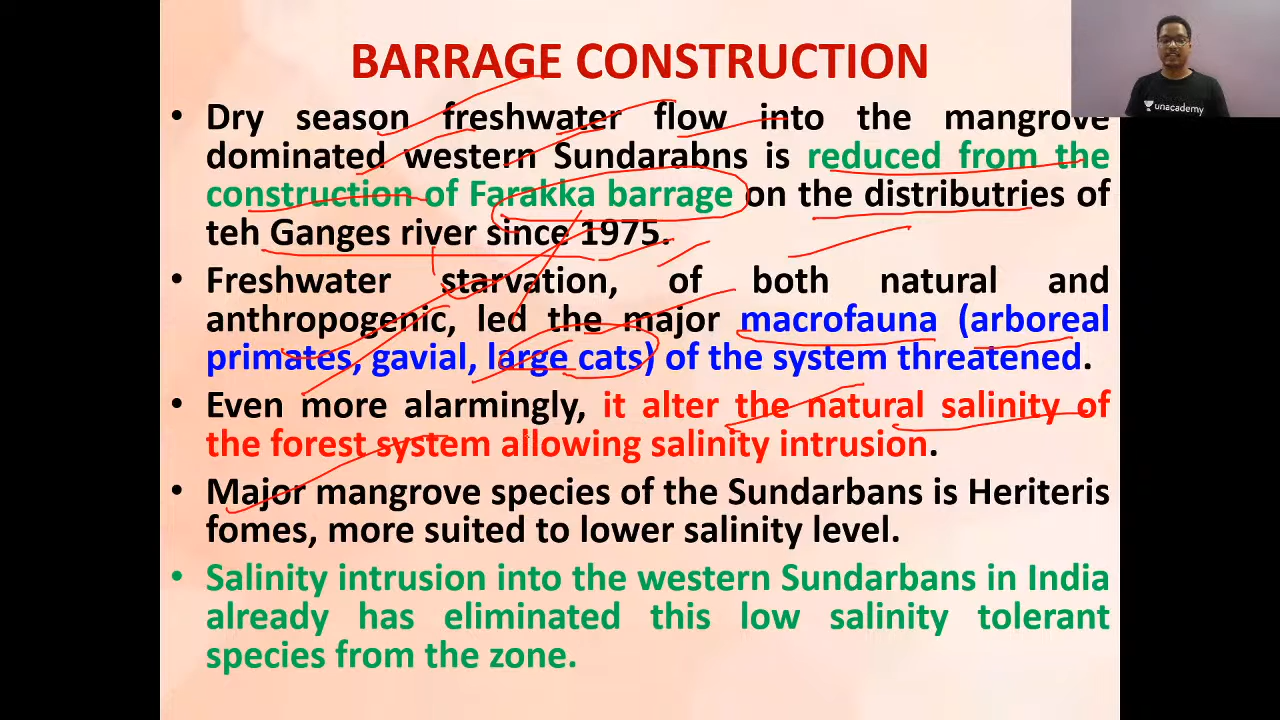 BARRAGE CONSTRUCTION
unacademy
• Dry season freshwater flow into the mangrove
dominated western Sundarabns is reduced from the
construction of Farakka barrage on the distributries of
teh Ganges river since 1975.
• Freshwater starvation, of both natural and
anthropogenic, led the major macrofauna (arboreal
primates, gavial, large cats) of the system threatened.
• Even more alarmingly, it alter the natural salinity of
the forest system allowing salinity intrusion.
• Major mangrove species of the Sundarbans is Heriteris
fomes, more suited to lower salinity level.
• Salinity intrusion into the western Sundarbans in India
already has eliminated this low salinity tolerant
species from the zone.